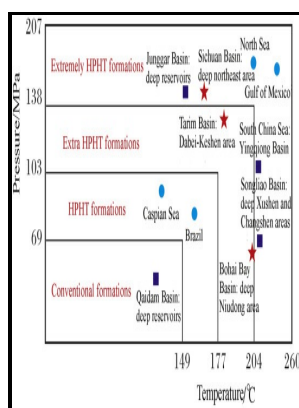 207
North Sea
Extremely HPHT formations
Junggar Basin:
deep reservoirs
Sichuan Basin:
deep northeast area
Gulf of Mexico
138
Tarim Basin:
Dabei-Keshen area
Extra HPHT formations
South China Sea:
Yingqiong Basin
103
Songliao Basin:
deep Xushen and
Changshen areas
HPHT formations
Caspian Sea
Brazil
69
Bohai Bay
Basin: deep
Niudong area
Conventional formations
Qaidam Basin:
deep reservoirs
Pressure/MPa
149 177 204 260
Temperature/℃